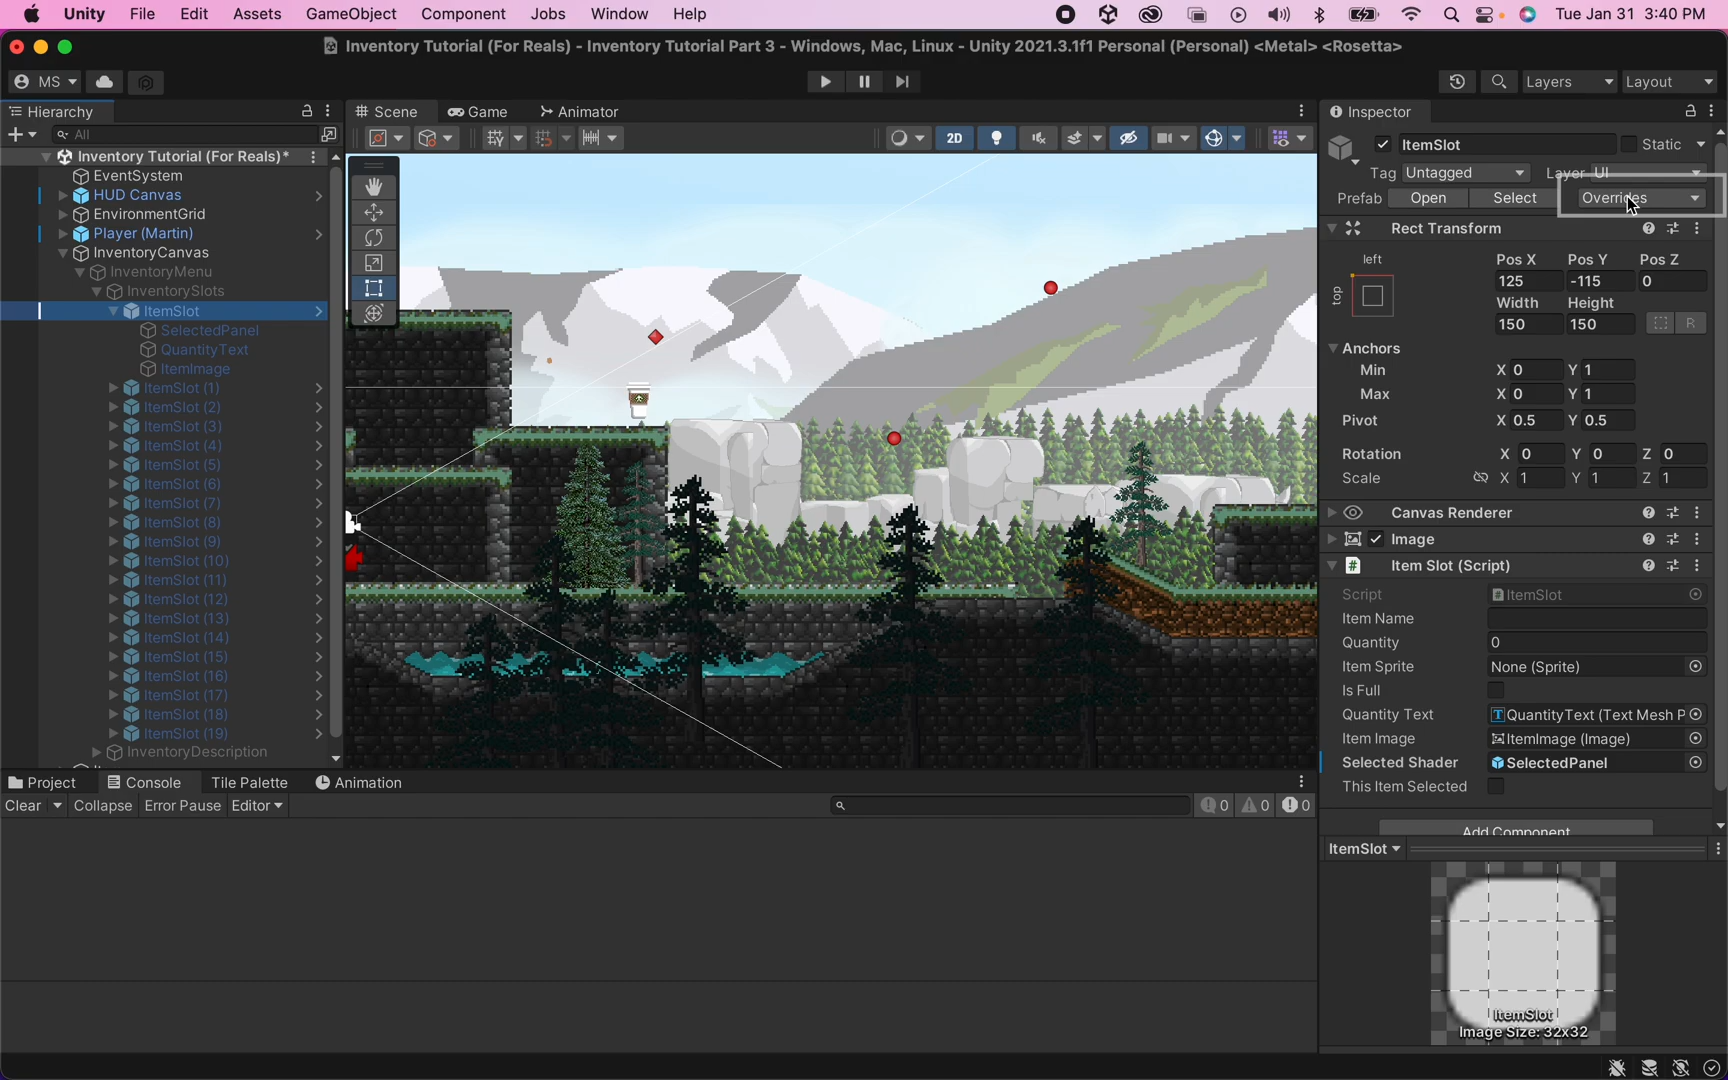 Unity File Edit Assets GameObject Component Jobs Window Help Tue Jan 31 3:40 PM
Inventory Tutorial (For Reals) - Inventory Tutorial Part 3 - Windows, Mac, Linux - Unity 2021.3.1f1 Personal (Personal) <Metal> <Rosetta>
MS Layers Layout
Hierarchy Scene Game Animator Inspector
All 2D ItemSlot Static
Inventory Tutorial (For Reals)*
EventSystem
HUD Canvas
EnvironmentGrid
Player (Martin)
InventoryCanvas
InventoryMenu
InventorySlots
ItemSlot
SelectedPanel
QuantityText
ItemImage
ItemSlot (1)
ItemSlot (2)
ItemSlot (3)
ItemSlot (4)
ItemSlot (5)
ItemSlot (6)
ItemSlot (7)
ItemSlot (8)
ItemSlot (9)
ItemSlot (10)
ItemSlot (11)
ItemSlot (12)
ItemSlot (13)
ItemSlot (14)
ItemSlot (15)
ItemSlot (16)
ItemSlot (17)
ItemSlot (18)
ItemSlot (19)
InventoryDescription
Tag Untagged Layer UI
Prefab Open Select Overrides
Rect Transform
left Pos X Pos Y Pos Z
top 125 -115 0
Width Height
150 150 R
Anchors
Min X 0 Y 1
Max X 0 Y 1
Pivot X 0.5 Y 0.5
Rotation X 0 Y 0 Z 0
Scale X 1 Y 1 Z 1
Canvas Renderer
Image
# Item Slot (Script)
Script ItemSlot
Item Name
Quantity 0
Item Sprite None (Sprite)
Is Full
Quantity Text QuantityText (Text Mesh P
Item Image ItemImage (Image)
Selected Shader SelectedPanel
This Item Selected
Add Component
Project Console Tile Palette Animation
Clear Collapse Error Pause Editor 0 0 0
ItemSlot
ItemSlot
Image Size: 32x32